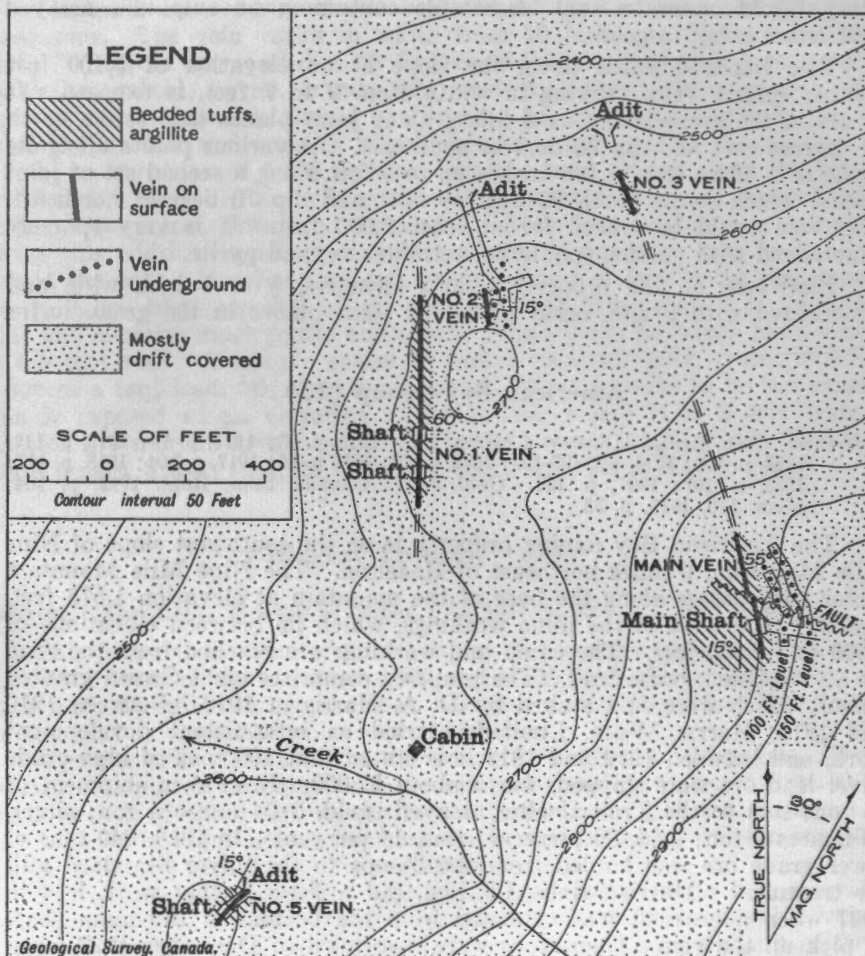 LEGEND
Bedded tuffs,
argillite
Vein on
surface
Vein
underground
Mostly
drift covered
SCALE OF FEET
200 0 200 400
Contour interval 50 Feet
2400
Adit
2500
NO. 3 VEIN
2600
Adit
NO. 2
VEIN
15°
2700
60°
Shaft
NO. 1 VEIN
Shaft
MAIN VEIN
55°
Main Shaft
FAULT
15°
100 Ft. Level
150 Ft. Level
2500
Cabin
Creek
2600
2700
2800
2900
TRUE NORTH
MAG. NORTH
15°
Adit
Shaft
NO. 5 VEIN
Geological Survey, Canada.